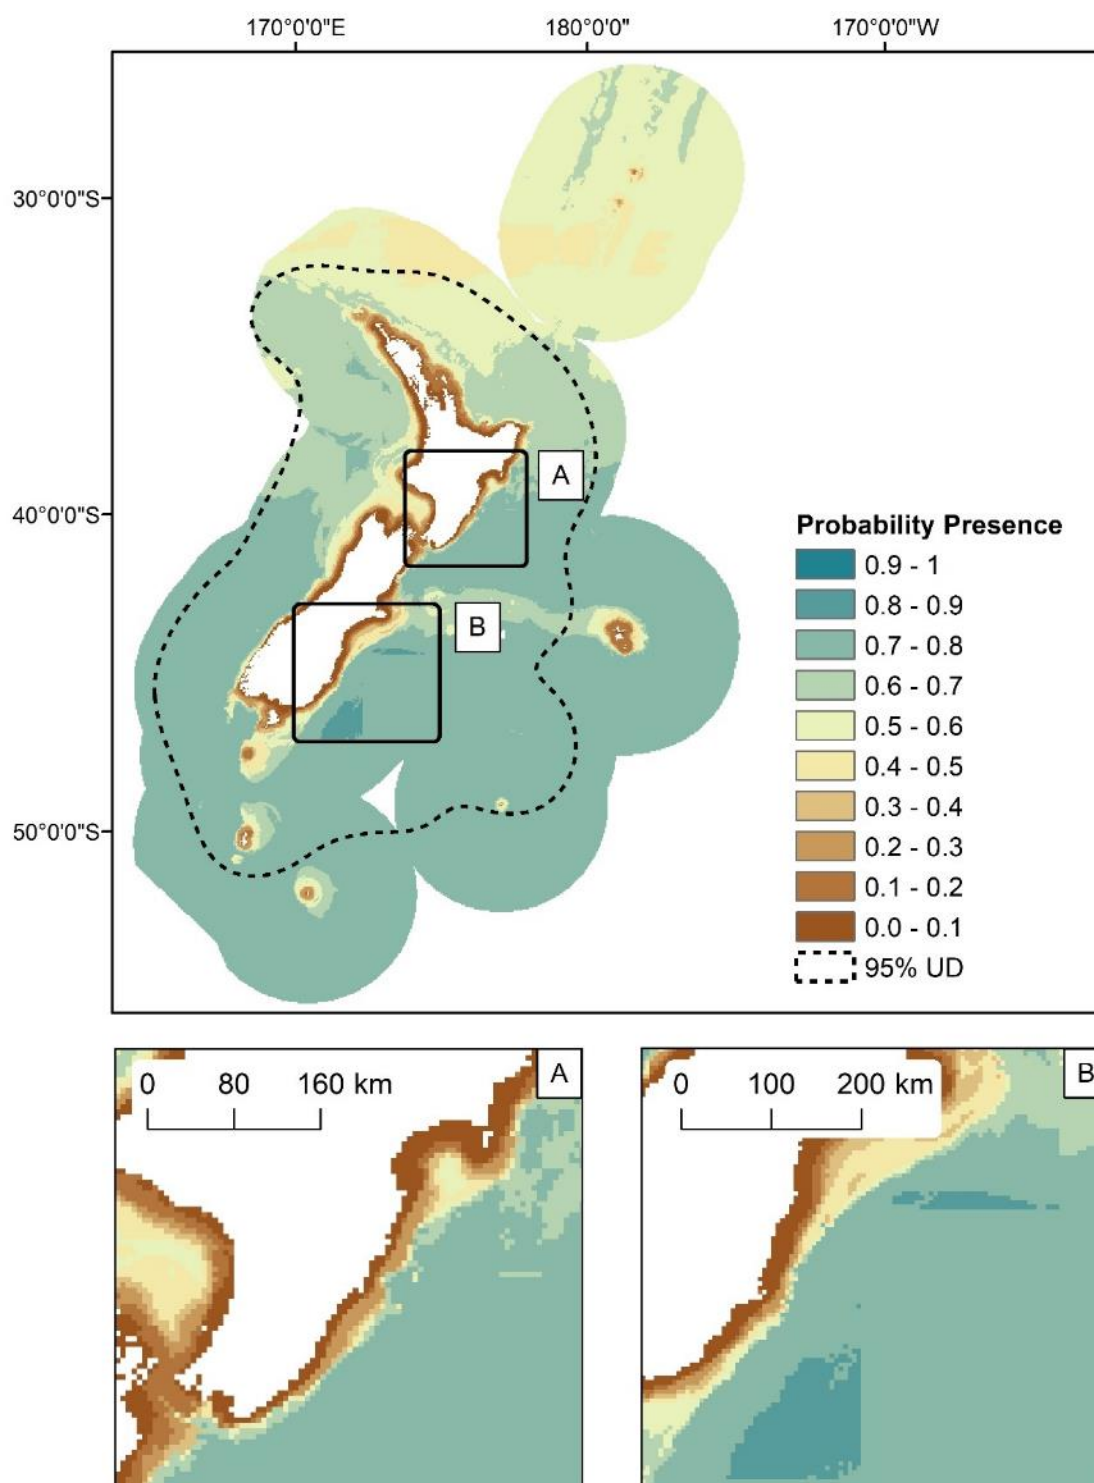 170°0'0"E
180°0'0"
170°0'0"W
30°0'0"S
40°0'0"S
50°0'0"S
A
B
Probability Presence
0.9 - 1
0.8 - 0.9
0.7 - 0.8
0.6 - 0.7
0.5 - 0.6
0.4 - 0.5
0.3 - 0.4
0.2 - 0.3
0.1 - 0.2
0.0 - 0.1
95% UD
0 80 160 km
A
0 100 200 km
B